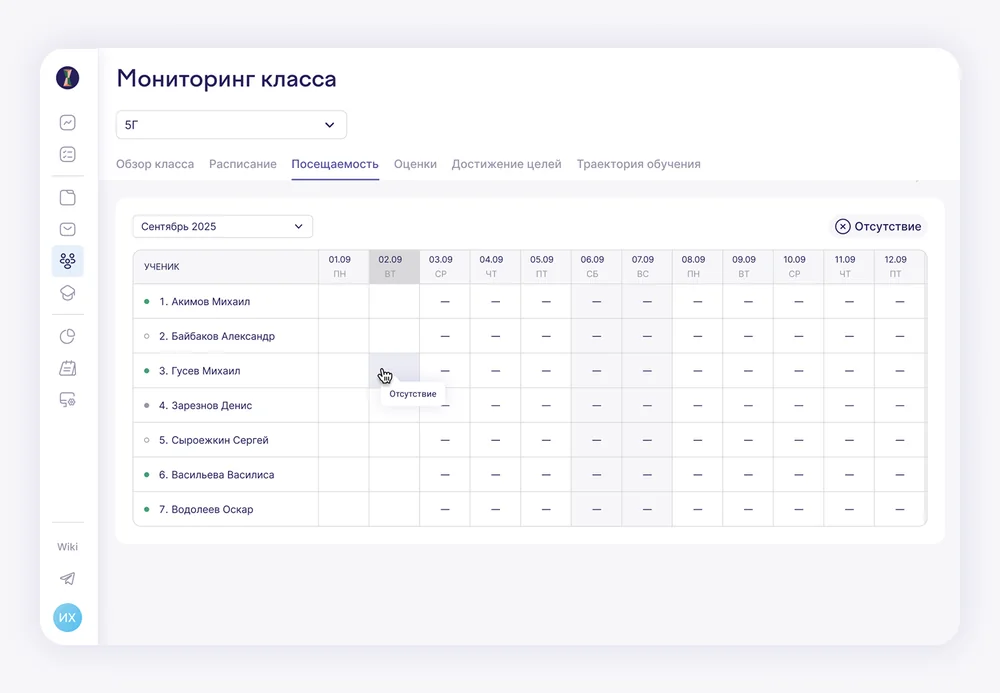 Мониторинг класса
5Г
Обзор класса Расписание Посещаемость Оценки Достижение целей Траектория обучения
Сентябрь 2025 Отсутствие
УЧЕНИК 01.09 ПН 02.09 ВТ 03.09 СР 04.09 ЧТ 05.09 ПТ 06.09 СБ 07.09 ВС 08.09 ПН 09.09 ВТ 10.09 СР 11.09 ЧТ 12.09 ПТ
1. Акимов Михаил — — — — — — — — — —
2. Байбаков Александр — — — — — — — — — —
3. Гусев Михаил — — — — — — — — — —
Отсутствие
4. Зарезнов Денис — — — — — — — — — —
5. Сыроежкин Сергей — — — — — — — — — —
6. Васильева Василиса — — — — — — — — — —
7. Водолеев Оскар — — — — — — — — — —
Wiki
ИХ